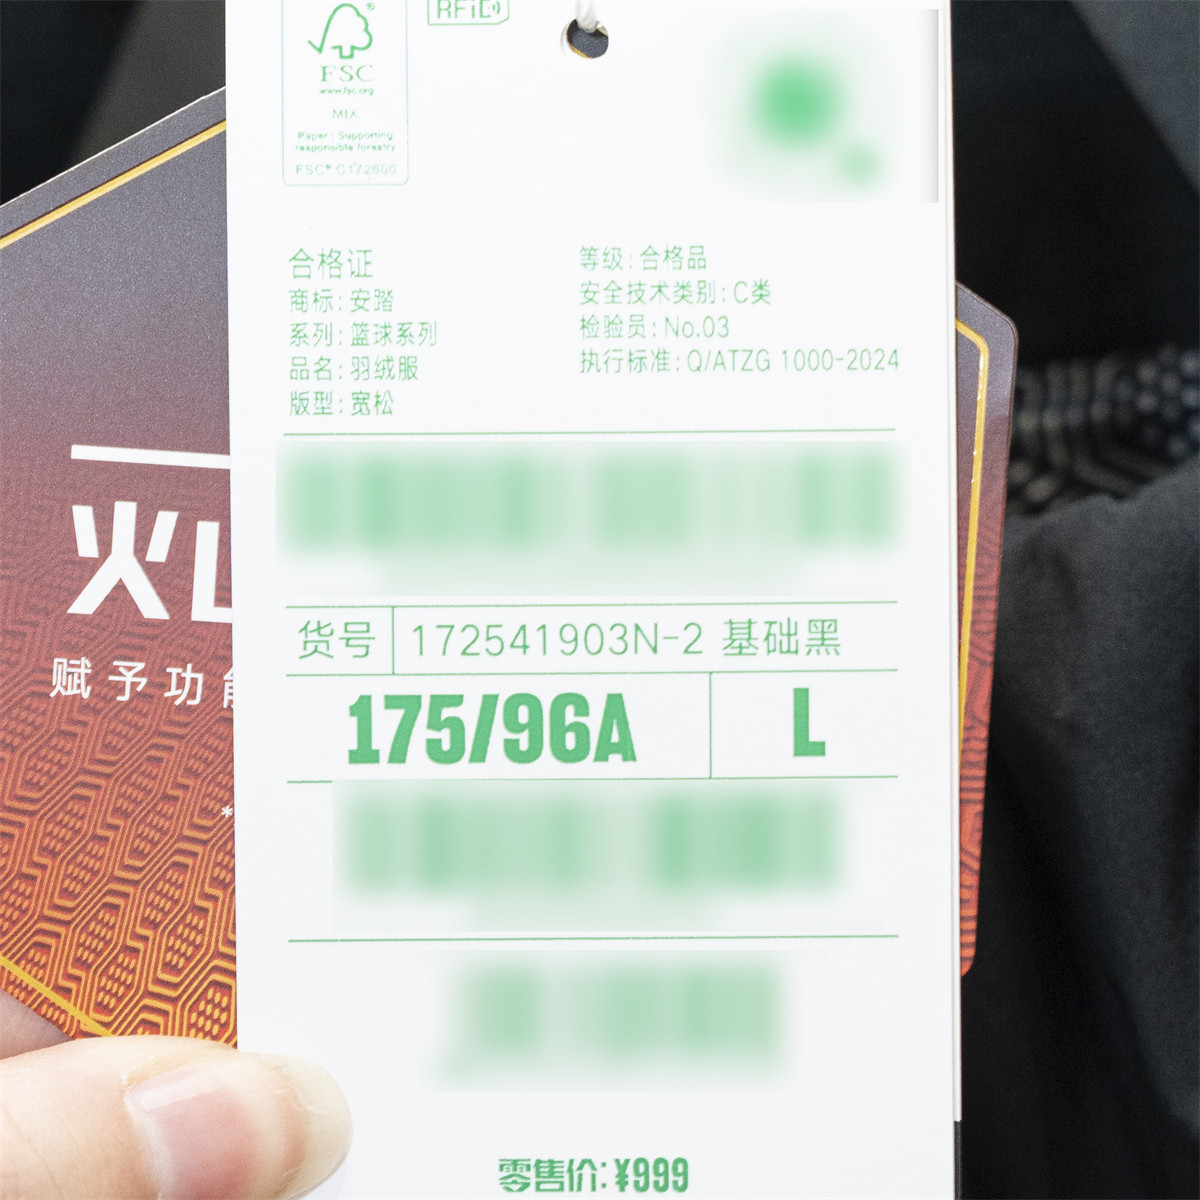 RFID
FSC
www.fsc.org
MIX
Paper | Supporting
responsible forestry
FSC® C172600
合格证
商标: 安踏
系列: 篮球系列
品名: 羽绒服
版型: 宽松
等级: 合格品
安全技术类别: C类
检验员: No.03
执行标准: Q/ATZG 1000-2024
货号 172541903N-2 基础黑
175/96A L
零售价: ¥999
火
赋予功
*